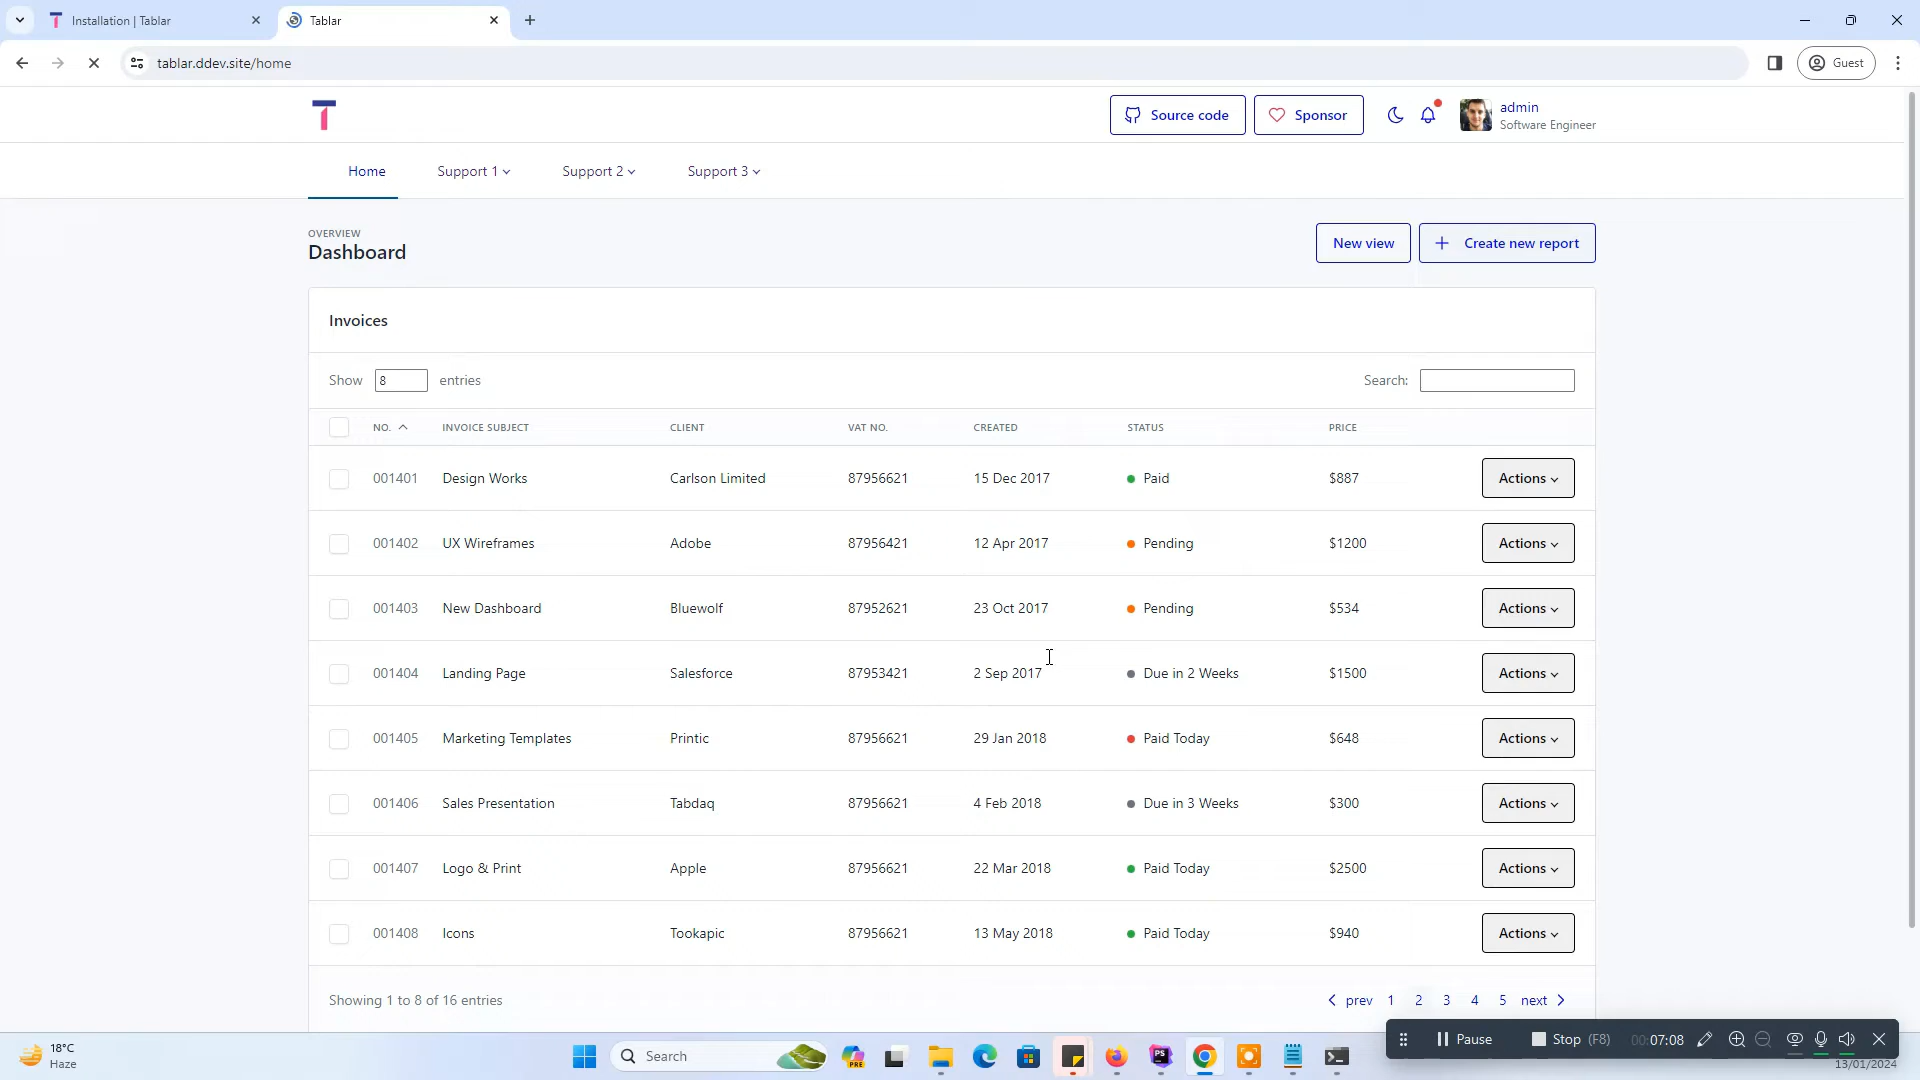 Installation | Tablar
Tablar
tablar.ddev.site/home
Guest
Source code
Sponsor
admin
Software Engineer
Home
Support 1
Support 2
Support 3
OVERVIEW
Dashboard
New view
Create new report
Invoices
Show 8 entries
Search:
NO. INVOICE SUBJECT CLIENT VAT NO. CREATED STATUS PRICE
001401 Design Works Carlson Limited 87956621 15 Dec 2017 Paid $887 Actions
001402 UX Wireframes Adobe 87956421 12 Apr 2017 Pending $1200 Actions
001403 New Dashboard Bluewolf 87952621 23 Oct 2017 Pending $534 Actions
001404 Landing Page Salesforce 87953421 2 Sep 2017 Due in 2 Weeks $1500 Actions
001405 Marketing Templates Printic 87956621 29 Jan 2018 Paid Today $648 Actions
001406 Sales Presentation Tabdaq 87956621 4 Feb 2018 Due in 3 Weeks $300 Actions
001407 Logo & Print Apple 87956621 22 Mar 2018 Paid Today $2500 Actions
001408 Icons Tookapic 87956621 13 May 2018 Paid Today $940 Actions
Showing 1 to 8 of 16 entries
prev 1 2 3 4 5 next
Pause
Stop (F8)
00:07:08
18°C
Haze
Search
PRE
PS
13/01/2024